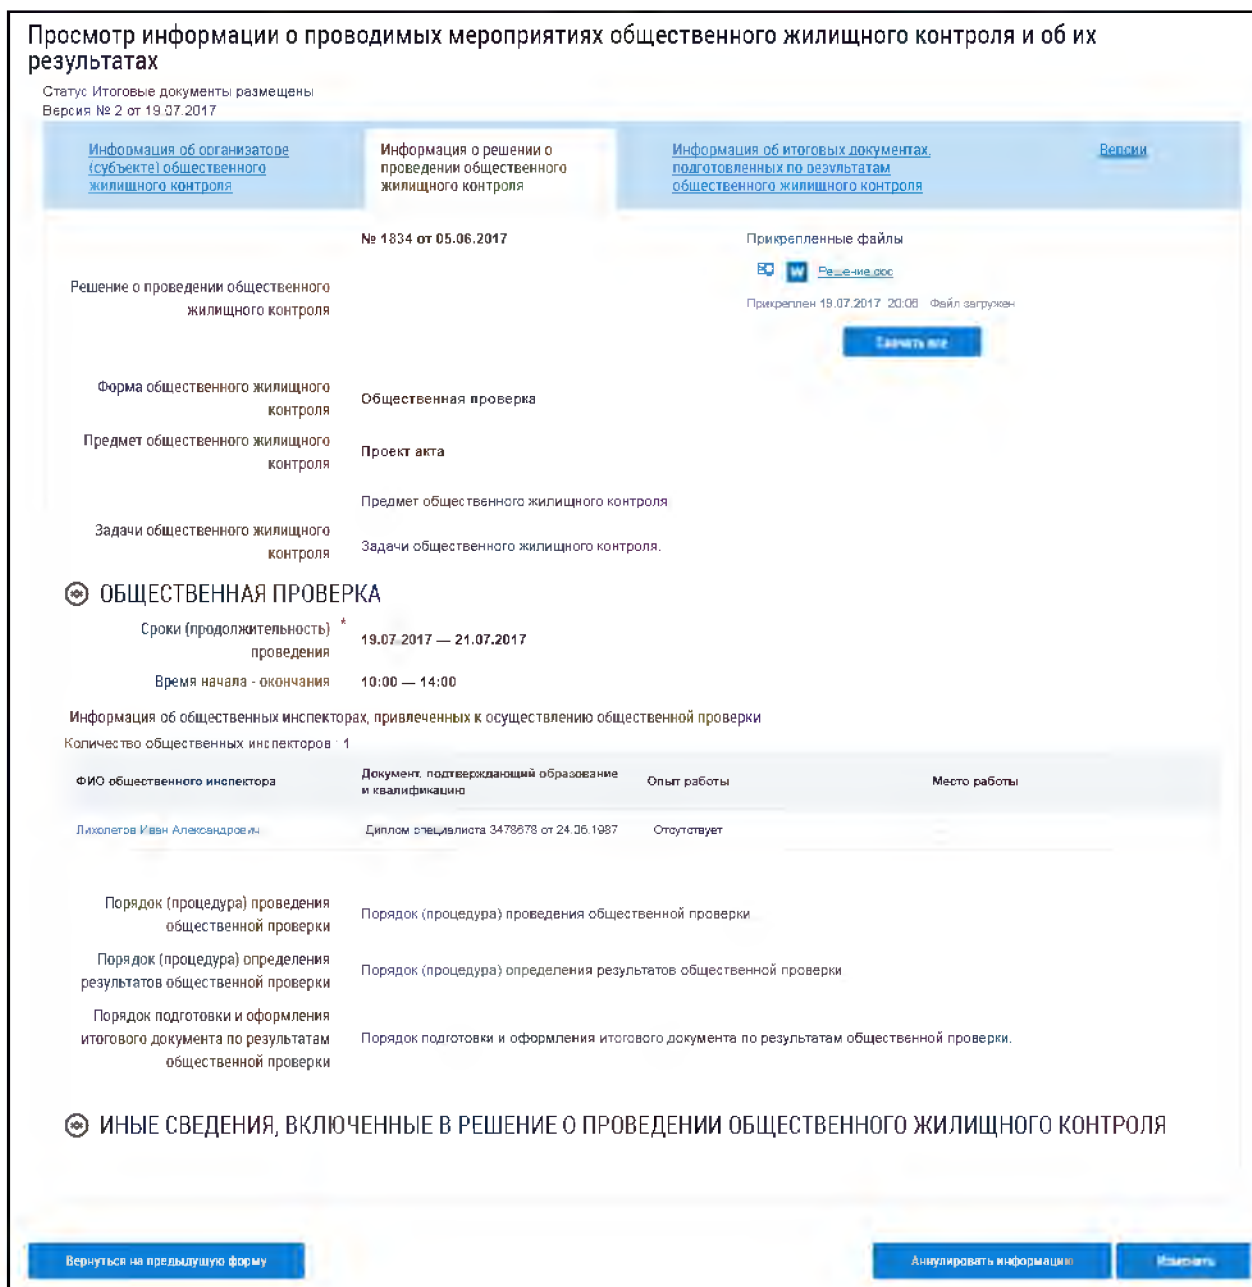 Просмотр информации о проводимых мероприятиях общественного жилищного контроля и об их
результатах
Статус Итоговые документы размещены
Версия № 2 от 19.07.2017
Информация об организаторе
(субъекте) общественного
жилищного контроля
Информация о решении о
проведении общественного
жилищного контроля
Информация об итоговых документах,
подготовленных по результатам
общественного жилищного контроля
Версии
№ 1834 от 05.06.2017
Прикрепленные файлы
Решение.doc
Решение о проведении общественного
жилищного контроля
Прикреплен 19.07.2017 20:06 Файл загружен
Скачать все
Форма общественного жилищного
контроля
Общественная проверка
Предмет общественного жилищного
контроля
Проект акта
Предмет общественного жилищного контроля
Задачи общественного жилищного
контроля
Задачи общественного жилищного контроля.
ОБЩЕСТВЕННАЯ ПРОВЕРКА
Сроки (продолжительность) *
проведения
19.07.2017 — 21.07.2017
Время начала - окончания
10:00 — 14:00
Информация об общественных инспекторах, привлеченных к осуществлению общественной проверки
Количество общественных инспекторов : 1
ФИО общественного инспектора
Документ, подтверждающий образование
и квалификацию
Опыт работы
Место работы
Лихолетов Иван Александрович
Диплом специалиста 3478678 от 24.06.1987
Отсутствует
Порядок (процедура) проведения
общественной проверки
Порядок (процедура) проведения общественной проверки
Порядок (процедура) определения
результатов общественной проверки
Порядок (процедура) определения результатов общественной проверки
Порядок подготовки и оформления
итогового документа по результатам
общественной проверки
Порядок подготовки и оформления итогового документа по результатам общественной проверки.
ИНЫЕ СВЕДЕНИЯ, ВКЛЮЧЕННЫЕ В РЕШЕНИЕ О ПРОВЕДЕНИИ ОБЩЕСТВЕННОГО ЖИЛИЩНОГО КОНТРОЛЯ
Вернуться на предыдущую форму
Аннулировать информацию
Изменить